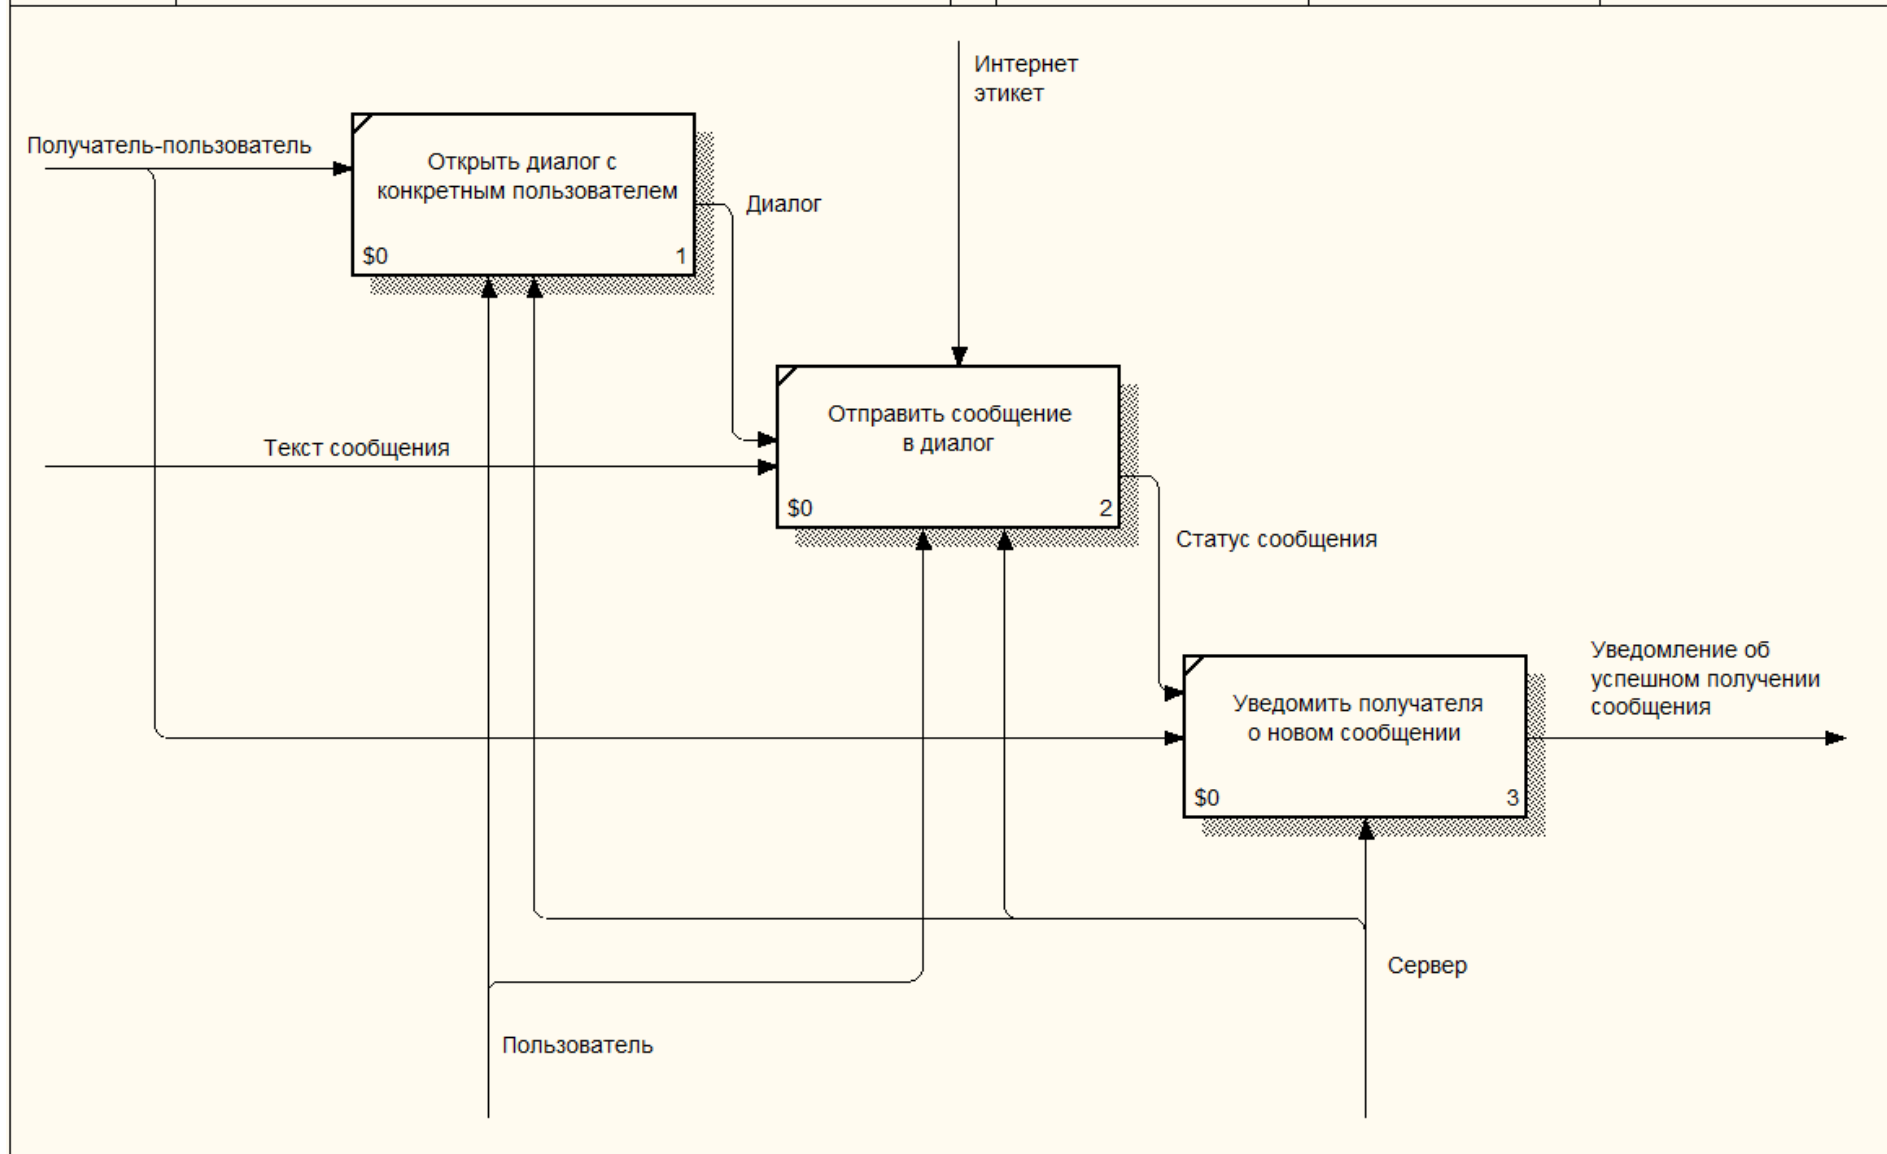 Интернет
этикет
Получатель-пользователь
Открыть диалог с
конкретным пользователем
$0 1
Диалог
Текст сообщения
Отправить сообщение
в диалог
$0 2
Статус сообщения
Уведомить получателя
о новом сообщении
$0 3
Уведомление об
успешном получении
сообщения
Сервер
Пользователь